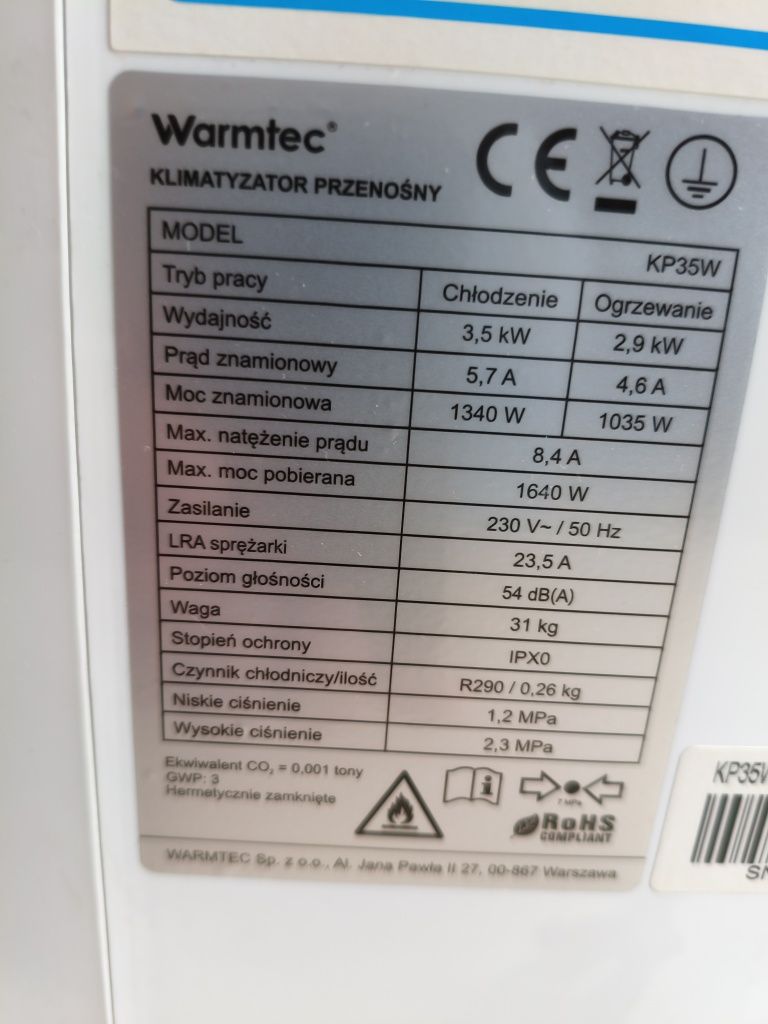 Warmtec®
KLIMATYZATOR PRZENOŚNY
CE
MODEL KP35W
Tryb pracy Chłodzenie Ogrzewanie
Wydajność 3,5 kW 2,9 kW
Prąd znamionowy 5,7 A 4,6 A
Moc znamionowa 1340 W 1035 W
Max. natężenie prądu 8,4 A
Max. moc pobierana 1640 W
Zasilanie 230 V~ / 50 Hz
LRA sprężarki 23,5 A
Poziom głośności 54 dB(A)
Waga 31 kg
Stopień ochrony IPX0
Czynnik chłodniczy/ilość R290 / 0,26 kg
Niskie ciśnienie 1,2 MPa
Wysokie ciśnienie 2,3 MPa
Ekwiwalent CO₂ = 0,001 tony
GWP: 3
Hermetycznie zamknięte
i
7 MPa
RoHS
COMPLIANT
WARMTEC Sp. z o.o., Al. Jana Pawła II 27, 00-867 Warszawa
KP35W
SN